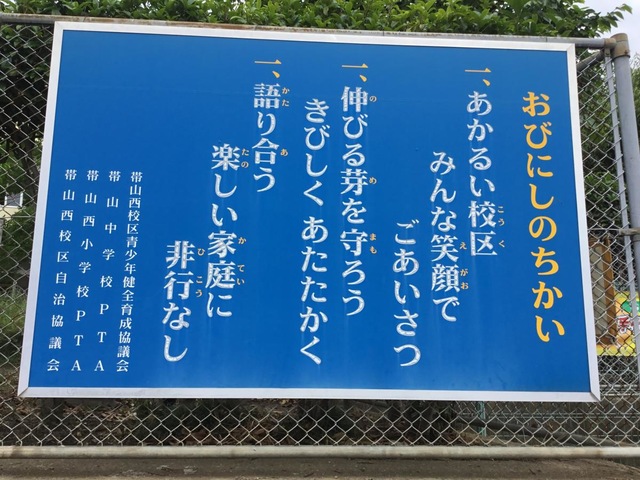 おびにしのちかい
一、あかるい校区
みんな笑顔で
ごあいさつ
一、伸びる芽を守ろう
きびしくあたたかく
一、語り合う
楽しい家庭に
非行なし
帯山西校区青少年健全育成協議会
帯山中学校PTA
帯山西小学校PTA
帯山西校区自治協議会